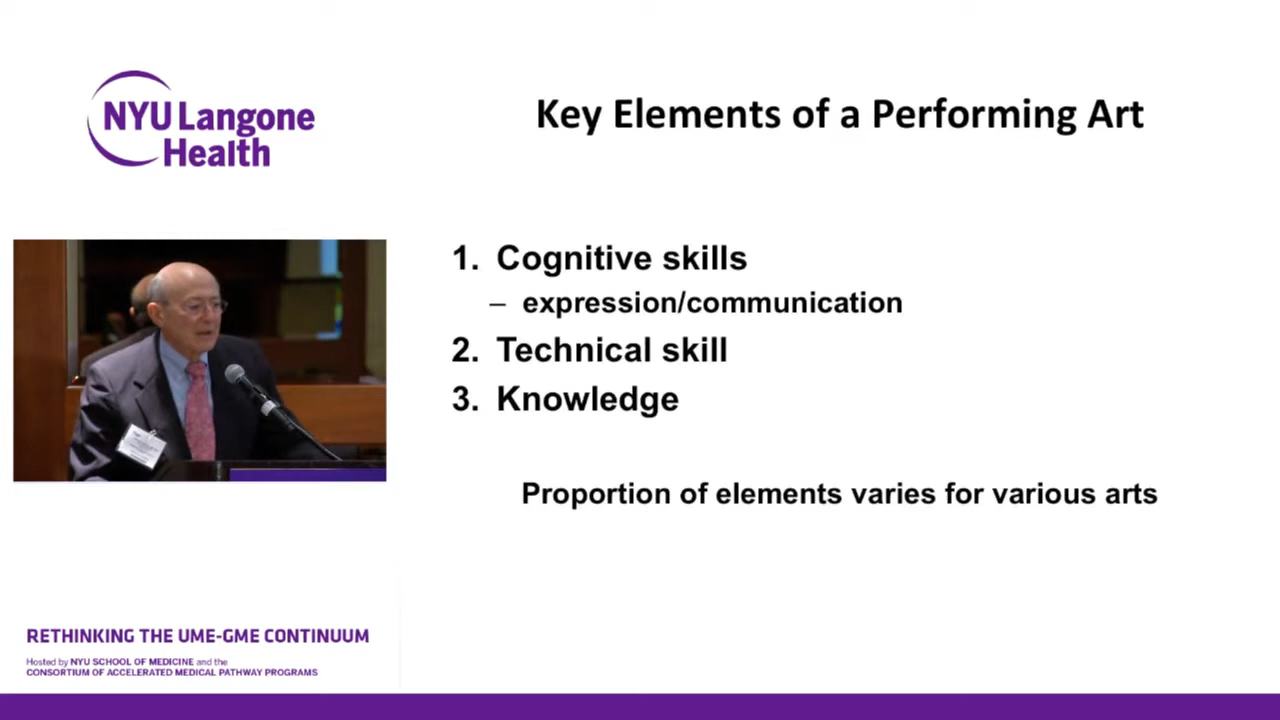 NYU Langone
Health
Key Elements of a Performing Art
1. Cognitive skills
– expression/communication
2. Technical skill
3. Knowledge
Proportion of elements varies for various arts
RETHINKING THE UME-GME CONTINUUM
Hosted by NYU SCHOOL OF MEDICINE and the
CONSORTIUM OF ACCELERATED MEDICAL PATHWAY PROGRAMS